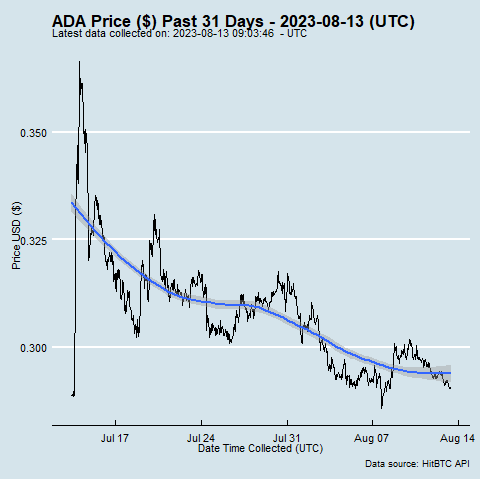 ADA Price ($) Past 31 Days - 2023-08-13 (UTC)
Latest data collected on: 2023-08-13 09:03:46 - UTC
0.350
0.325
0.300
Price USD ($)
Jul 17
Jul 24
Jul 31
Aug 07
Aug 14
Date Time Collected (UTC)
Data source: HitBTC API